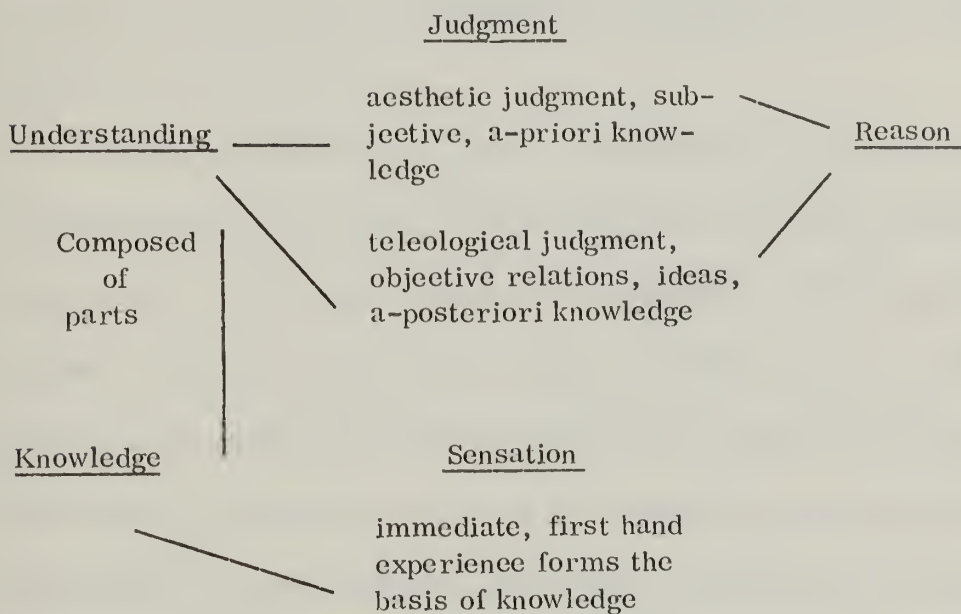 Judgment
aesthetic judgment, sub-
jective, a-priori know-
ledge
Understanding
Reason
Composed
of
parts
teleological judgment,
objective relations, ideas,
a-posteriori knowledge
Knowledge
Sensation
immediate, first hand
experience forms the
basis of knowledge